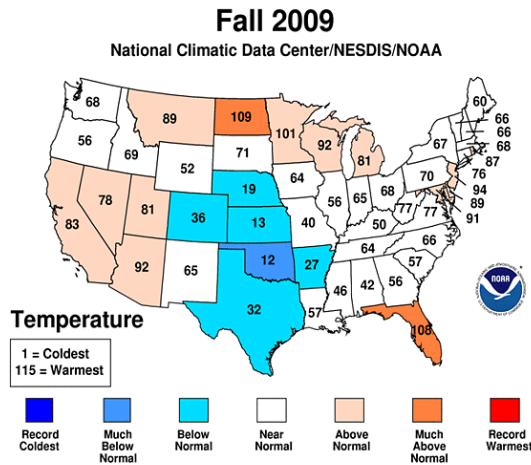 Fall 2009
National Climatic Data Center/NESDIS/NOAA
68
89
109
101
60
66
66
68
87
56
69
52
71
92
81
67
76
70
94
89
91
83
78
81
36
19
13
64
56
65
68
77
77
40
50
92
65
12
27
64
66
57
32
57
46
42
56
108
NOAA
Temperature
1 = Coldest
115 = Warmest
Record
Coldest
Much
Below
Normal
Below
Normal
Near
Normal
Above
Normal
Much
Above
Normal
Record
Warmest